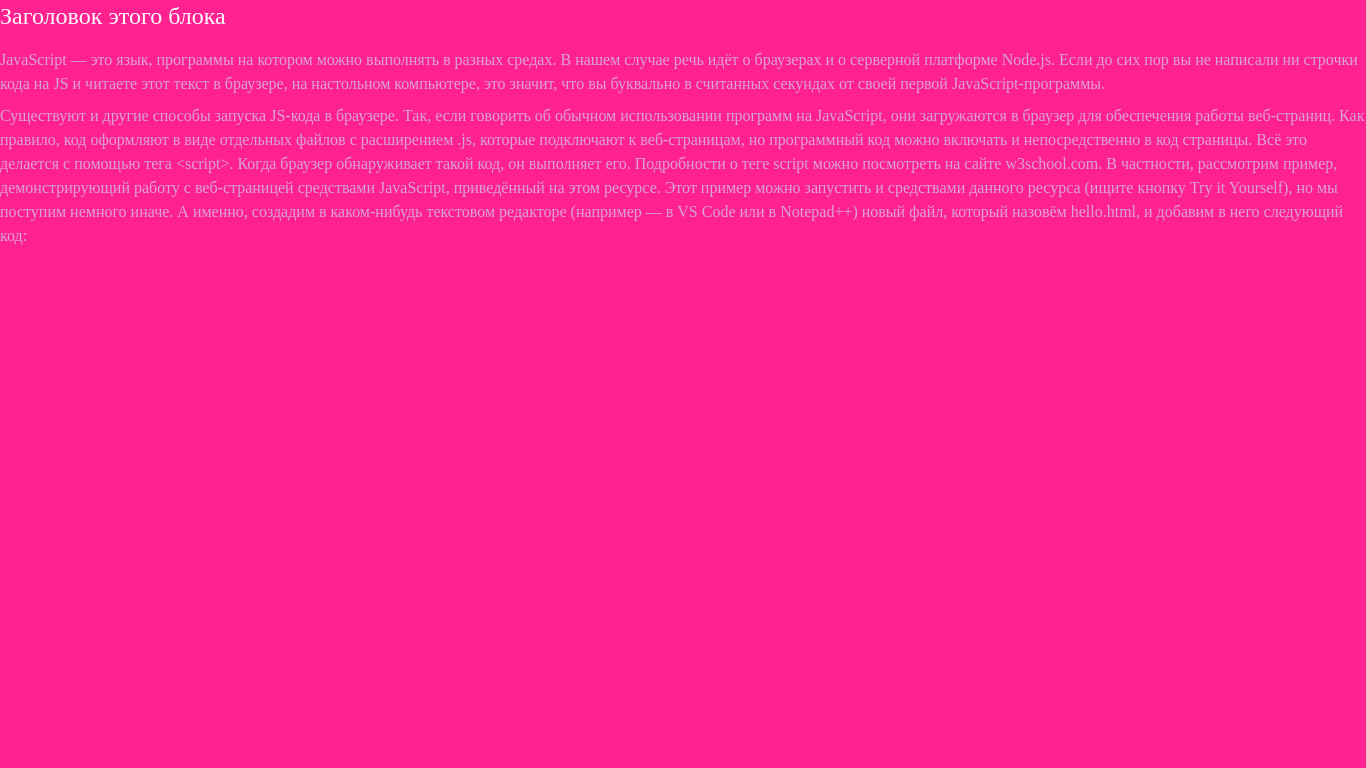 Заголовок этого блока
JavaScript — это язык, программы на котором можно выполнять в разных средах. В нашем случае речь идёт о браузерах и о серверной платформе Node.js. Если до сих пор вы не написали ни строчки
кода на JS и читаете этот текст в браузере, на настольном компьютере, это значит, что вы буквально в считанных секундах от своей первой JavaScript-программы.
Существуют и другие способы запуска JS-кода в браузере. Так, если говорить об обычном использовании программ на JavaScript, они загружаются в браузер для обеспечения работы веб-страниц. Как
правило, код оформляют в виде отдельных файлов с расширением .js, которые подключают к веб-страницам, но программный код можно включать и непосредственно в код страницы. Всё это
делается с помощью тега &lt;script&gt;. Когда браузер обнаруживает такой код, он выполняет его. Подробности о теге script можно посмотреть на сайте w3school.com. В частности, рассмотрим пример,
демонстрирующий работу с веб-страницей средствами JavaScript, приведённый на этом ресурсе. Этот пример можно запустить и средствами данного ресурса (ищите кнопку Try it Yourself), но мы
поступим немного иначе. А именно, создадим в каком-нибудь текстовом редакторе (например — в VS Code или в Notepad++) новый файл, который назовём hello.html, и добавим в него следующий
код: